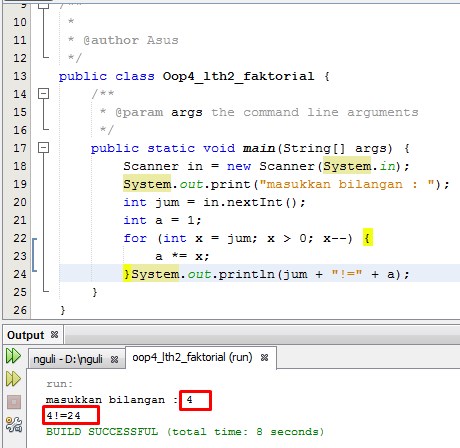 9 /**
10 *
11 * @author Asus
12 */
13 public class Oop4_lth2_faktorial {
14 /**
15 * @param args the command line arguments
16 */
17 public static void main(String[] args) {
18 Scanner in = new Scanner(System.in);
19 System.out.print("masukkan bilangan : ");
20 int jum = in.nextInt();
21 int a = 1;
22 for (int x = jum; x > 0; x--) {
23 a *= x;
24 }System.out.println(jum + "!=" + a);
25 }
26 }
Output
nguli - D:\nguli oop4_lth2_faktorial (run)
run:
masukkan bilangan : 4
4!=24
BUILD SUCCESSFUL (total time: 8 seconds)